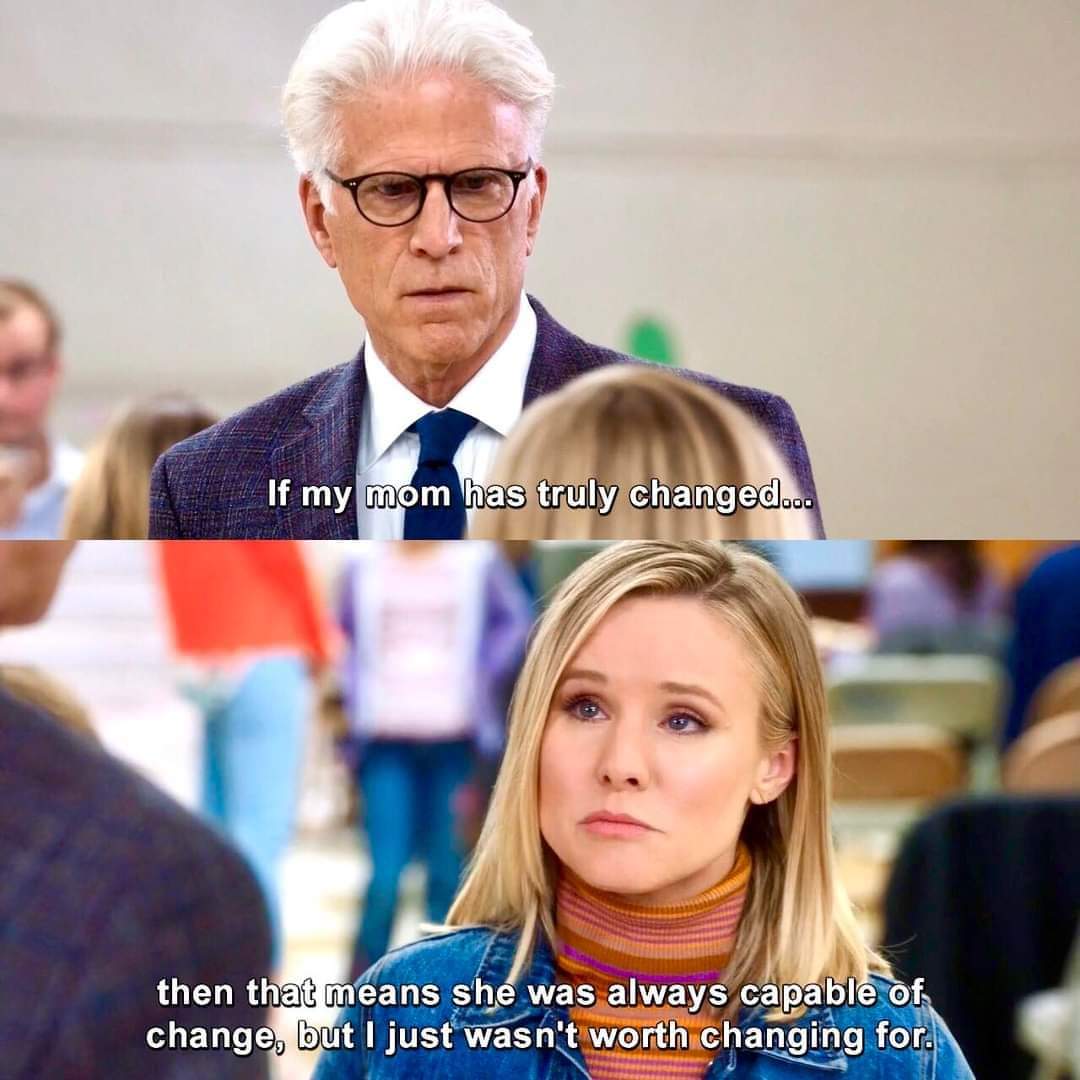 If my mom has truly changed...
then that means she was always capable of
change, but I just wasn't worth changing for.